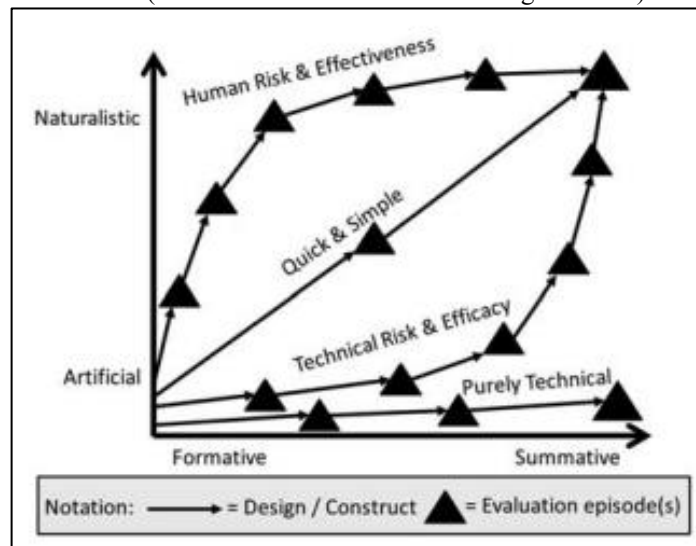 Human Risk & Effectiveness
Naturalistic
Quick & Simple
Technical Risk & Efficacy
Artificial
Purely Technical
Formative
Summative
Notation: = Design / Construct = Evaluation episode(s)